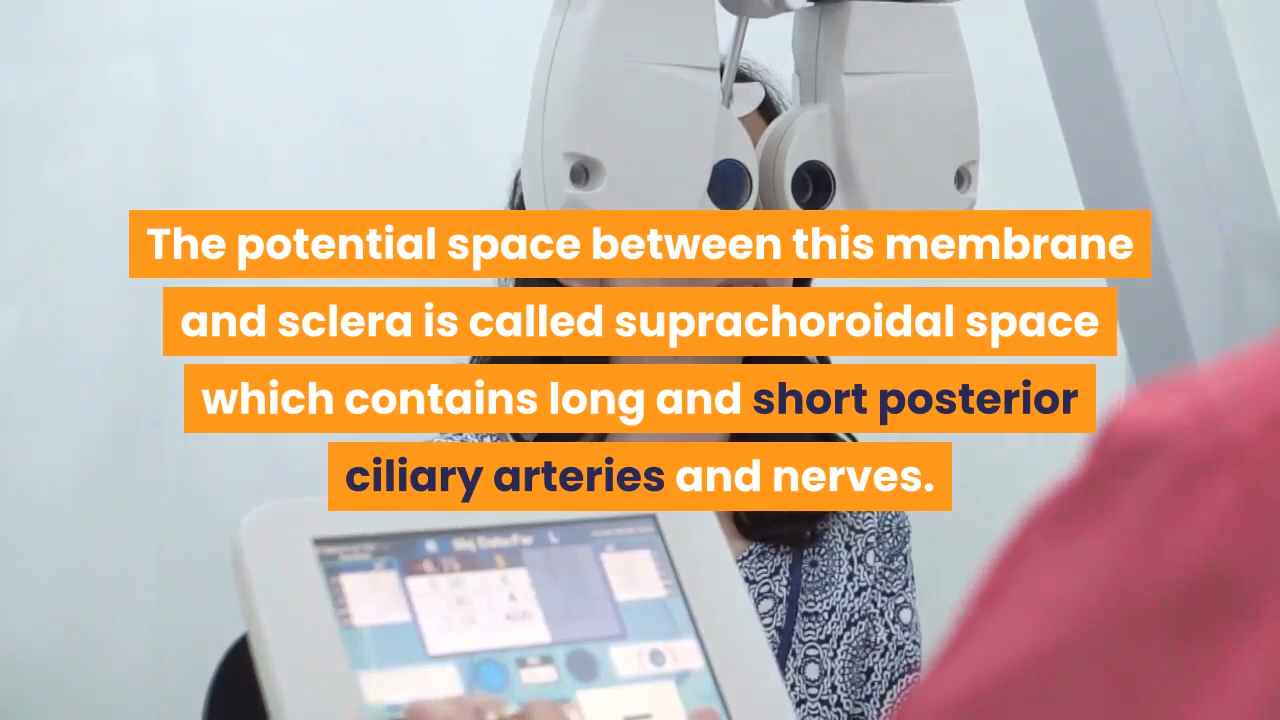 The potential space between this membrane
and sclera is called suprachoroidal space
which contains long and short posterior
ciliary arteries and nerves.